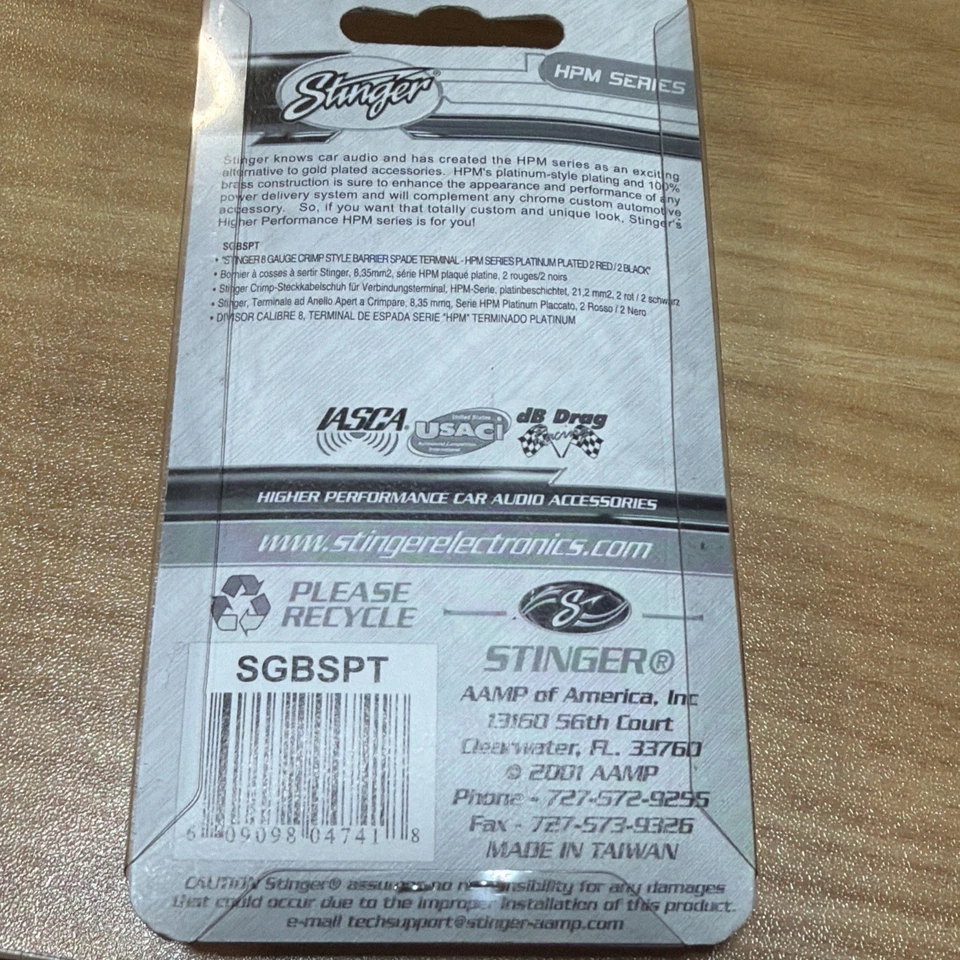 Stinger®
HPM SERIES
Stinger knows car audio and has created the HPM series as an exciting
alternative to gold plated accessories. HPM's platinum-style plating and 100%
brass construction is sure to enhance the appearance and performance of any
power delivery system and will complement any chrome custom automotive
accessory. So, if you want that totally custom and unique look, Stinger's
Higher Performance HPM series is for you!
SGBSPT
• "STINGER 8 GAUGE CRIMP STYLE BARRIER SPADE TERMINAL - HPM SERIES PLATINUM PLATED 2 RED / 2 BLACK"
• Bornier à cosses à sertir Stinger, 8,35mm2, série HPM plaqué platine, 2 rouges/2 noirs
• Stinger Crimp-Steckkabelschuh für Verbindungsterminal, HPM-Serie, platinbeschichtet, 21,2 mm2, 2 rot / 2 schwarz
• Stinger, Terminale ad Anello Apert a Crimpare, 8,35 mmq, Serie HPM Platinum Placcato, 2 Rosso / 2 Nero
• DIVISOR CALIBRE 8, TERMINAL DE ESPADA SERIE "HPM" TERMINADO PLATINUM
IASCA
United States
USACi
dB Drag
Racing
HIGHER PERFORMANCE CAR AUDIO ACCESSORIES
www.stingerelectronics.com
PLEASE
RECYCLE
S
SGBSPT
6 09098 04741 8
STINGER®
AAMP of America, Inc
13160 56th Court
Clearwater, FL. 33760
© 2001 AAMP
Phone - 727-572-9255
Fax - 727-573-9326
MADE IN TAIWAN
CAUTION Stinger® assumes no responsibility for any damages
that could occur due to the improper installation of this product.
e-mail techsupport@stinger-aamp.com